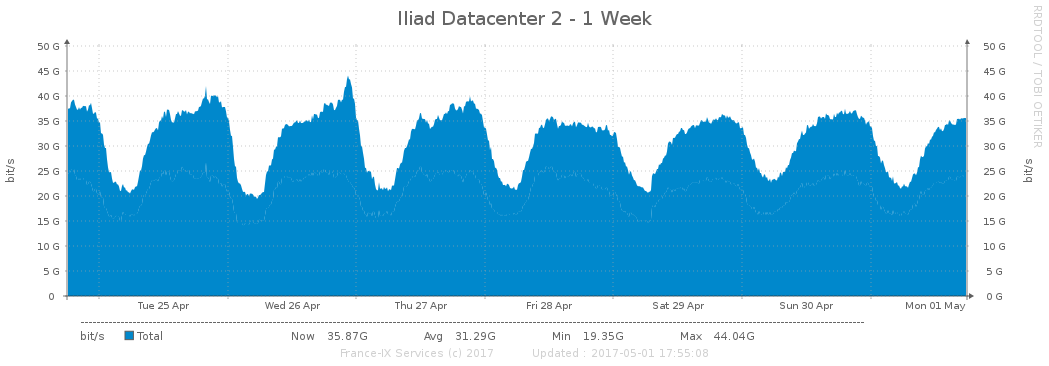 Iliad Datacenter 2 - 1 Week
RRDTOOL / TOBI OETIKER
bit/s
50 G 50 G
45 G 45 G
40 G 40 G
35 G 35 G
30 G 30 G
25 G 25 G
20 G 20 G
15 G 15 G
10 G 10 G
5 G 5 G
0 0 G
bit/s
Tue 25 Apr Wed 26 Apr Thu 27 Apr Fri 28 Apr Sat 29 Apr Sun 30 Apr Mon 01 May
bit/s Total Now 35.87G Avg 31.29G Min 19.35G Max 44.04G
France-IX Services (c) 2017 Updated : 2017-05-01 17:55:08